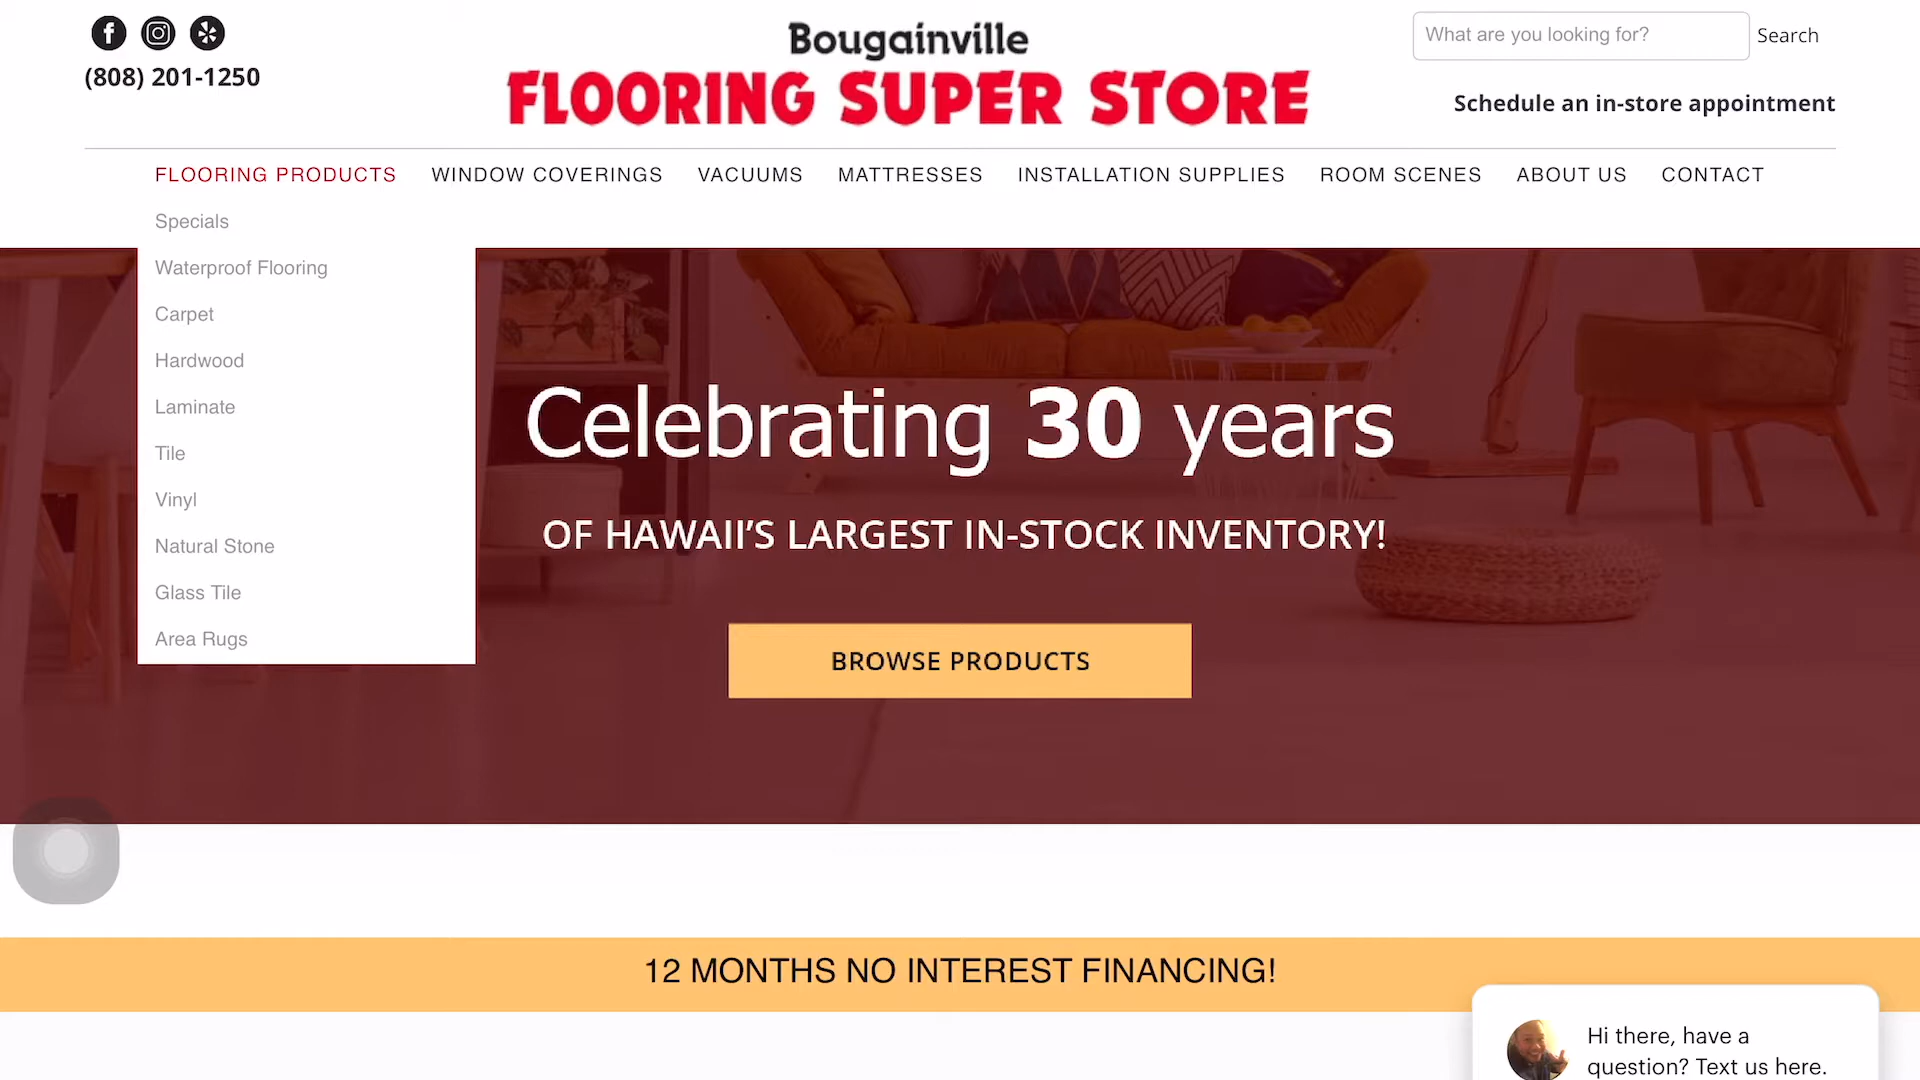 (808) 201-1250
Bougainville
FLOORING SUPER STORE
What are you looking for?
Search
Schedule an in-store appointment
FLOORING PRODUCTS
WINDOW COVERINGS
VACUUMS
MATTRESSES
INSTALLATION SUPPLIES
ROOM SCENES
ABOUT US
CONTACT
Specials
Waterproof Flooring
Carpet
Hardwood
Laminate
Tile
Vinyl
Natural Stone
Glass Tile
Area Rugs
Celebrating 30 years
OF HAWAII’S LARGEST IN-STOCK INVENTORY!
BROWSE PRODUCTS
12 MONTHS NO INTEREST FINANCING!
Hi there, have a
question? Text us here.